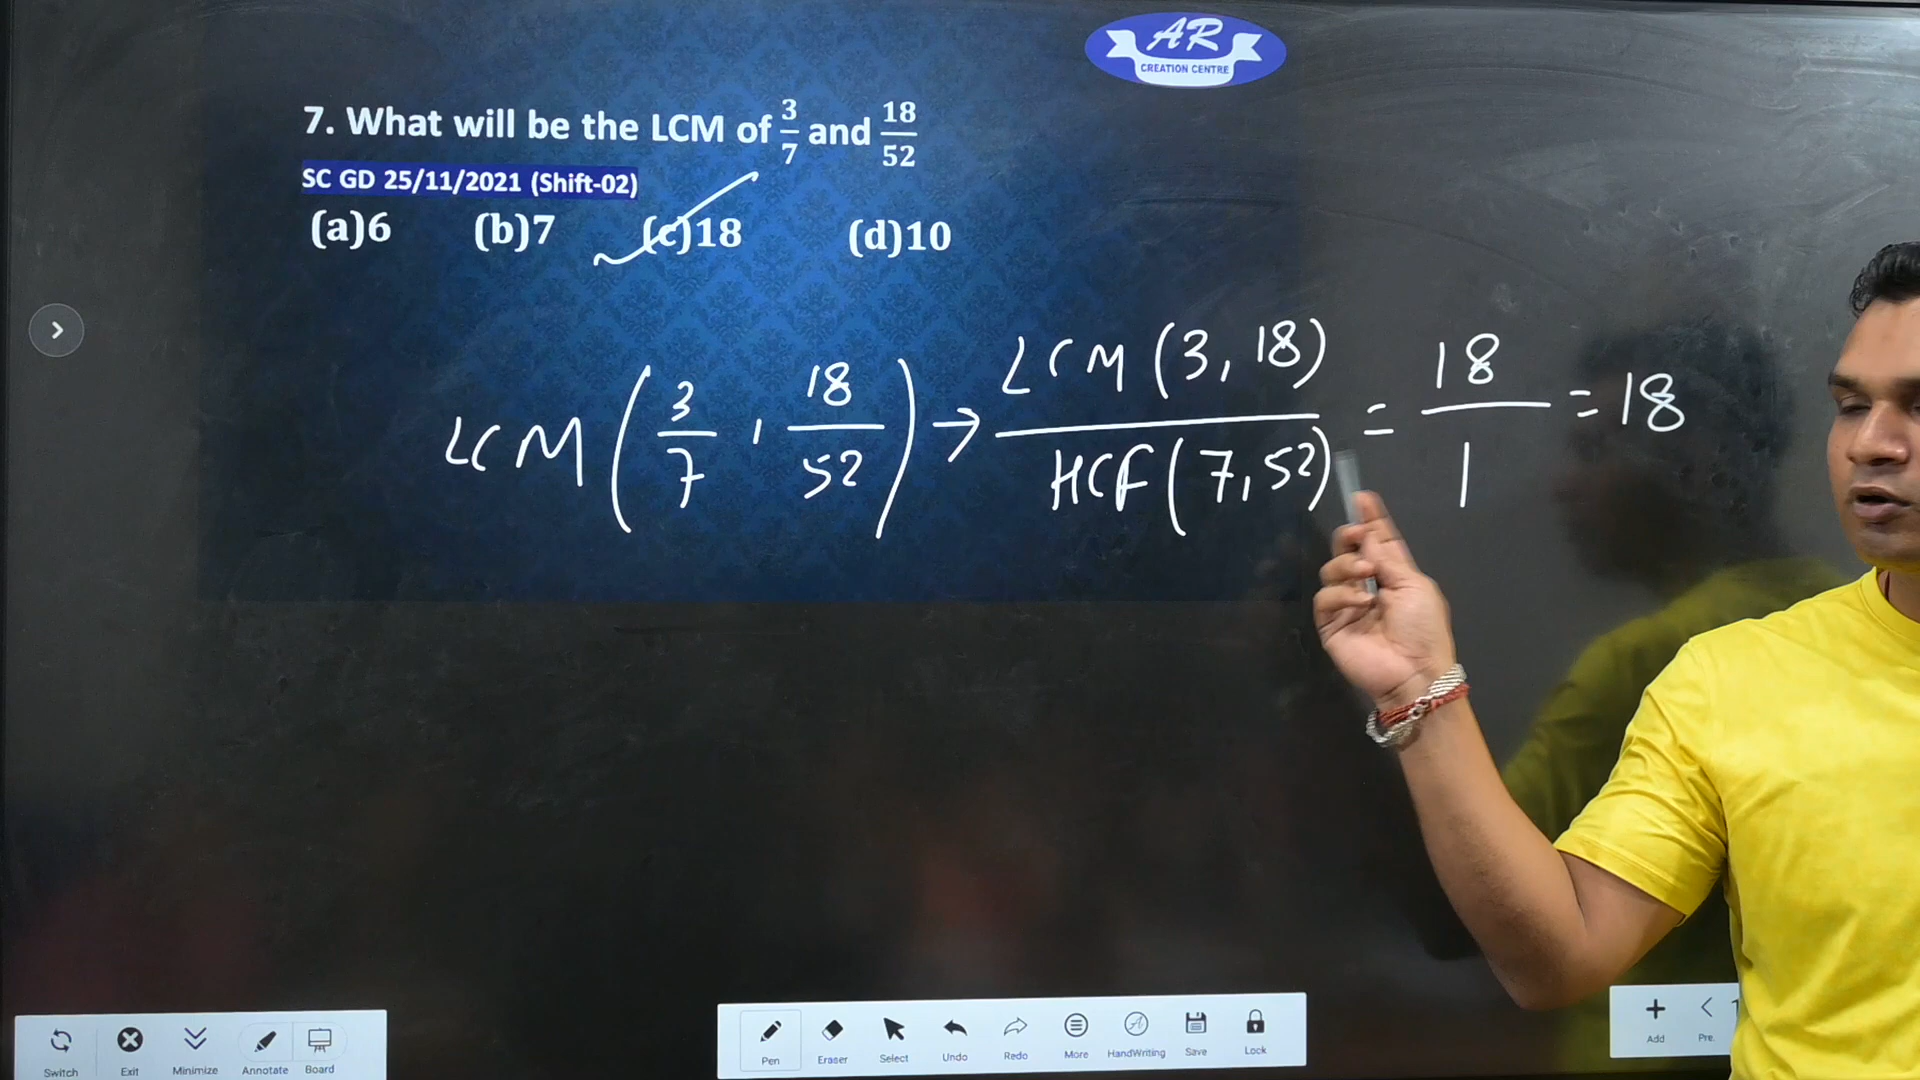 AR
CREATION CENTRE
7. What will be the LCM of 3/7 and 18/52
SC GD 25/11/2021 (Shift-02)
(a)6 (b)7 (c)18 (d)10
LCM (3/7, 18/52) → LCM (3, 18) / HCF (7, 52) = 18/1 = 18
Switch Exit Minimize Annotate Board
Pen Eraser Select Undo Redo More HandWriting Save Lock
Add Pre.